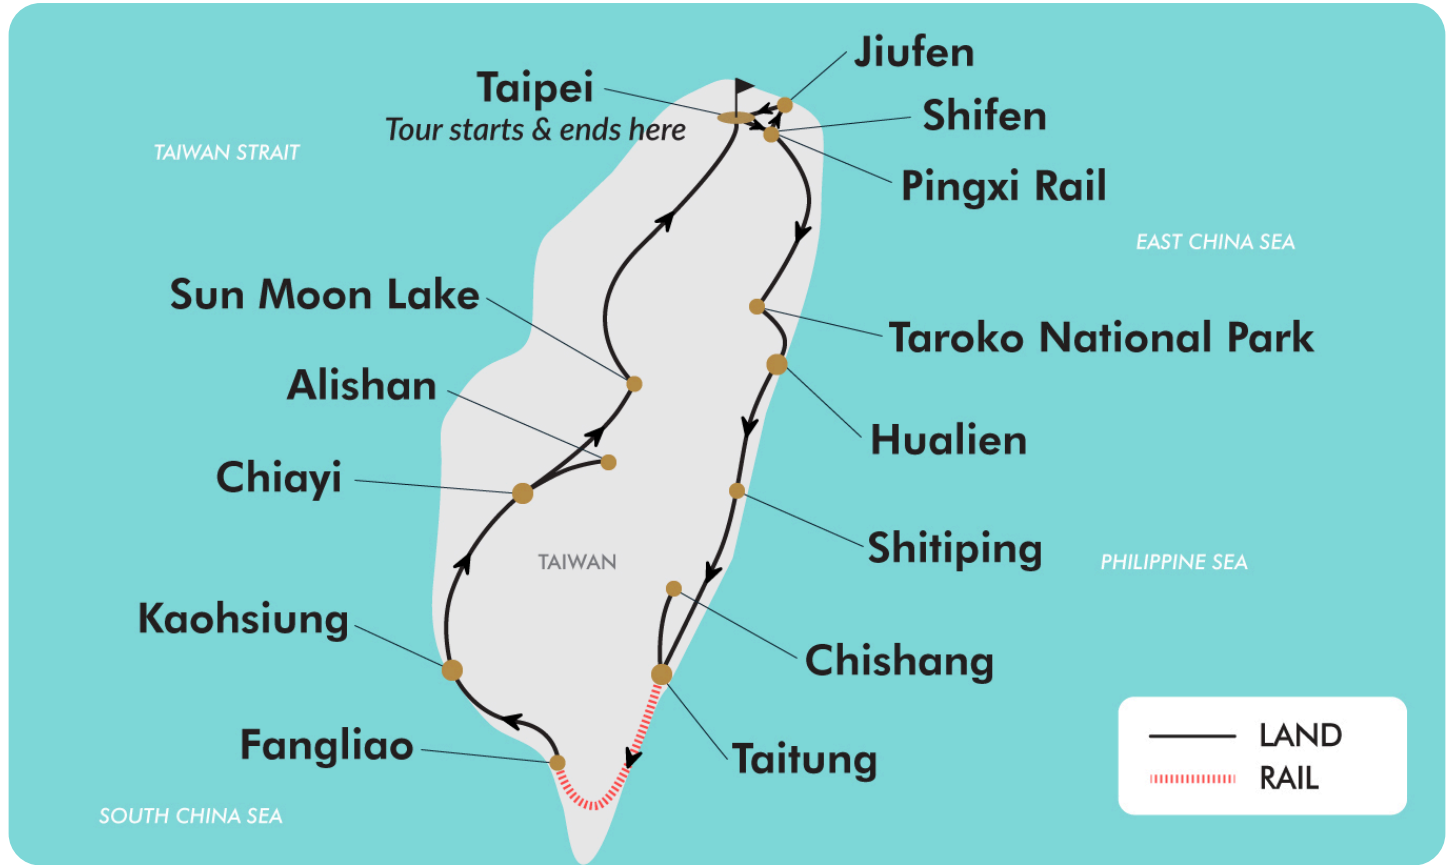 Jiufen
Taipei
Tour starts & ends here
Shifen
TAIWAN STRAIT
Pingxi Rail
EAST CHINA SEA
Sun Moon Lake
Taroko National Park
Alishan
Hualien
Chiayi
Shitiping
TAIWAN
PHILIPPINE SEA
Kaohsiung
Chishang
Fangliao
Taitung
LAND
RAIL
SOUTH CHINA SEA